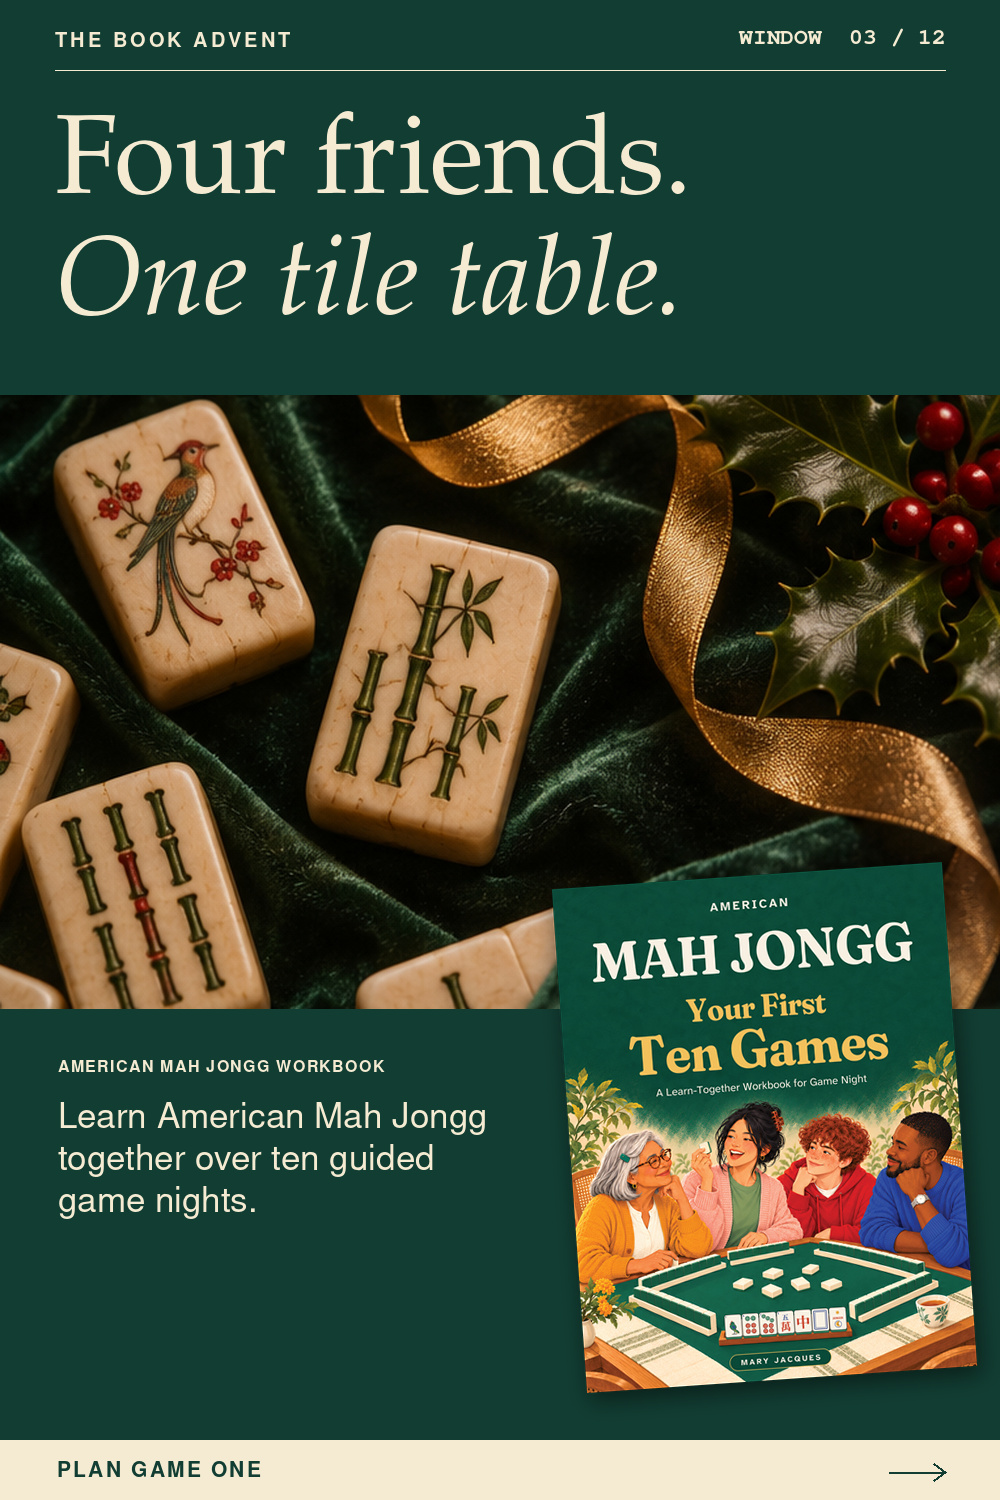 THE BOOK ADVENT
WINDOW 03 / 12
Four friends.
One tile table.
AMERICAN
MAH JONGG
Your First
Ten Games
A Learn-Together Workbook for Game Night
MARY JACQUES
AMERICAN MAH JONGG WORKBOOK
Learn American Mah Jongg
together over ten guided
game nights.
PLAN GAME ONE